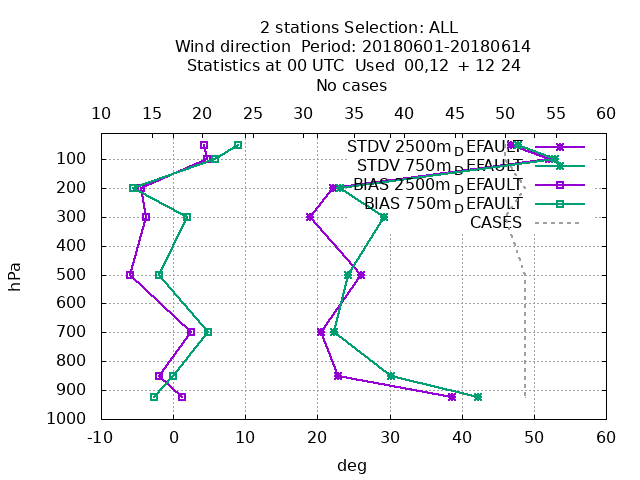 2 stations Selection: ALL
Wind direction  Period: 20180601-20180614
Statistics at 00 UTC  Used  00,12  + 12 24
No cases
10 15 20 25 30 35 40 45 50 55 60
STDV 2500m_DEFAULT
STDV 750m_DEFAULT
BIAS 2500m_DEFAULT
BIAS 750m_DEFAULT
CASES
100
200
300
400
500
600
700
800
900
1000
hPa
-10 0 10 20 30 40 50 60
deg